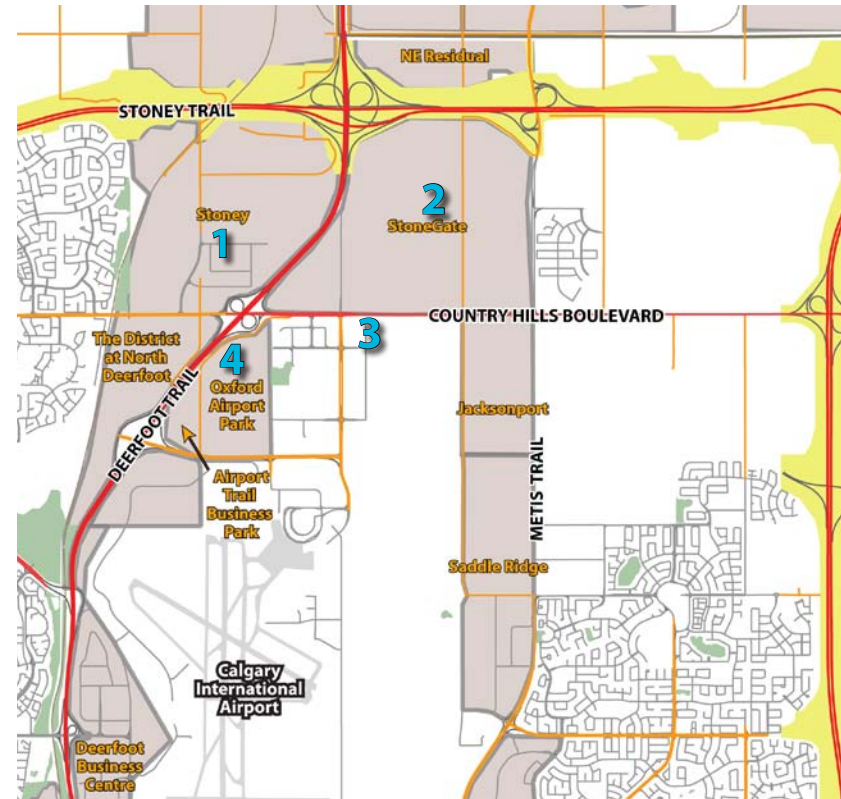 NE Residual
STONEY TRAIL
2
Stoney
StoneGate
1
COUNTRY HILLS BOULEVARD
3
The District
at North
Deerfoot
4
Oxford
Airport
Park
DEERFOOT TRAIL
Jacksonport
METIS TRAIL
Airport
Trail
Business
Park
Saddle Ridge
Calgary
International
Airport
Deerfoot
Business
Centre